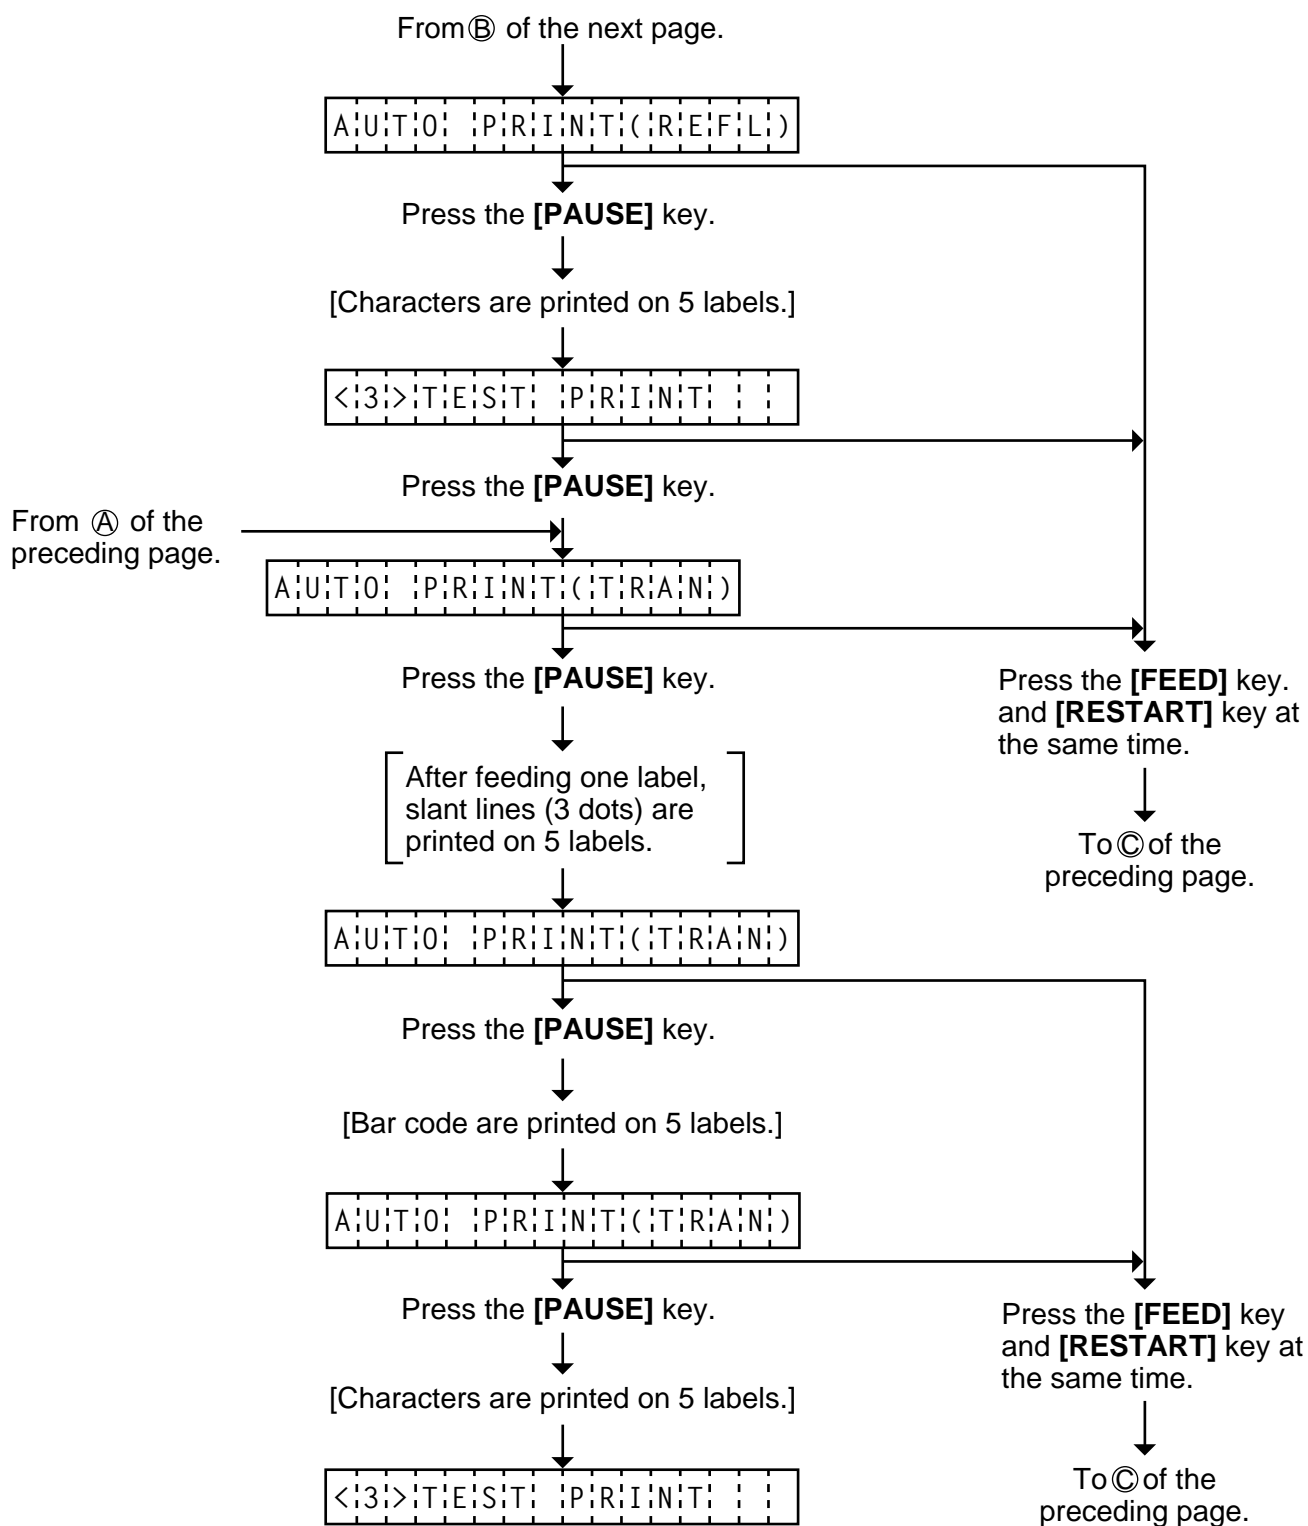 From Ⓑ of the next page.
AUTO PRINT(REFL)
Press the [PAUSE] key.
[Characters are printed on 5 labels.]
<3>TEST PRINT
Press the [PAUSE] key.
From Ⓐ of the
preceding page.
AUTO PRINT(TRAN)
Press the [PAUSE] key.
Press the [FEED] key.
and [RESTART] key at
the same time.
After feeding one label,
slant lines (3 dots) are
printed on 5 labels.
To Ⓒ of the
preceding page.
AUTO PRINT(TRAN)
Press the [PAUSE] key.
[Bar code are printed on 5 labels.]
AUTO PRINT(TRAN)
Press the [PAUSE] key.
Press the [FEED] key
and [RESTART] key at
the same time.
[Characters are printed on 5 labels.]
<3>TEST PRINT
To Ⓒ of the
preceding page.